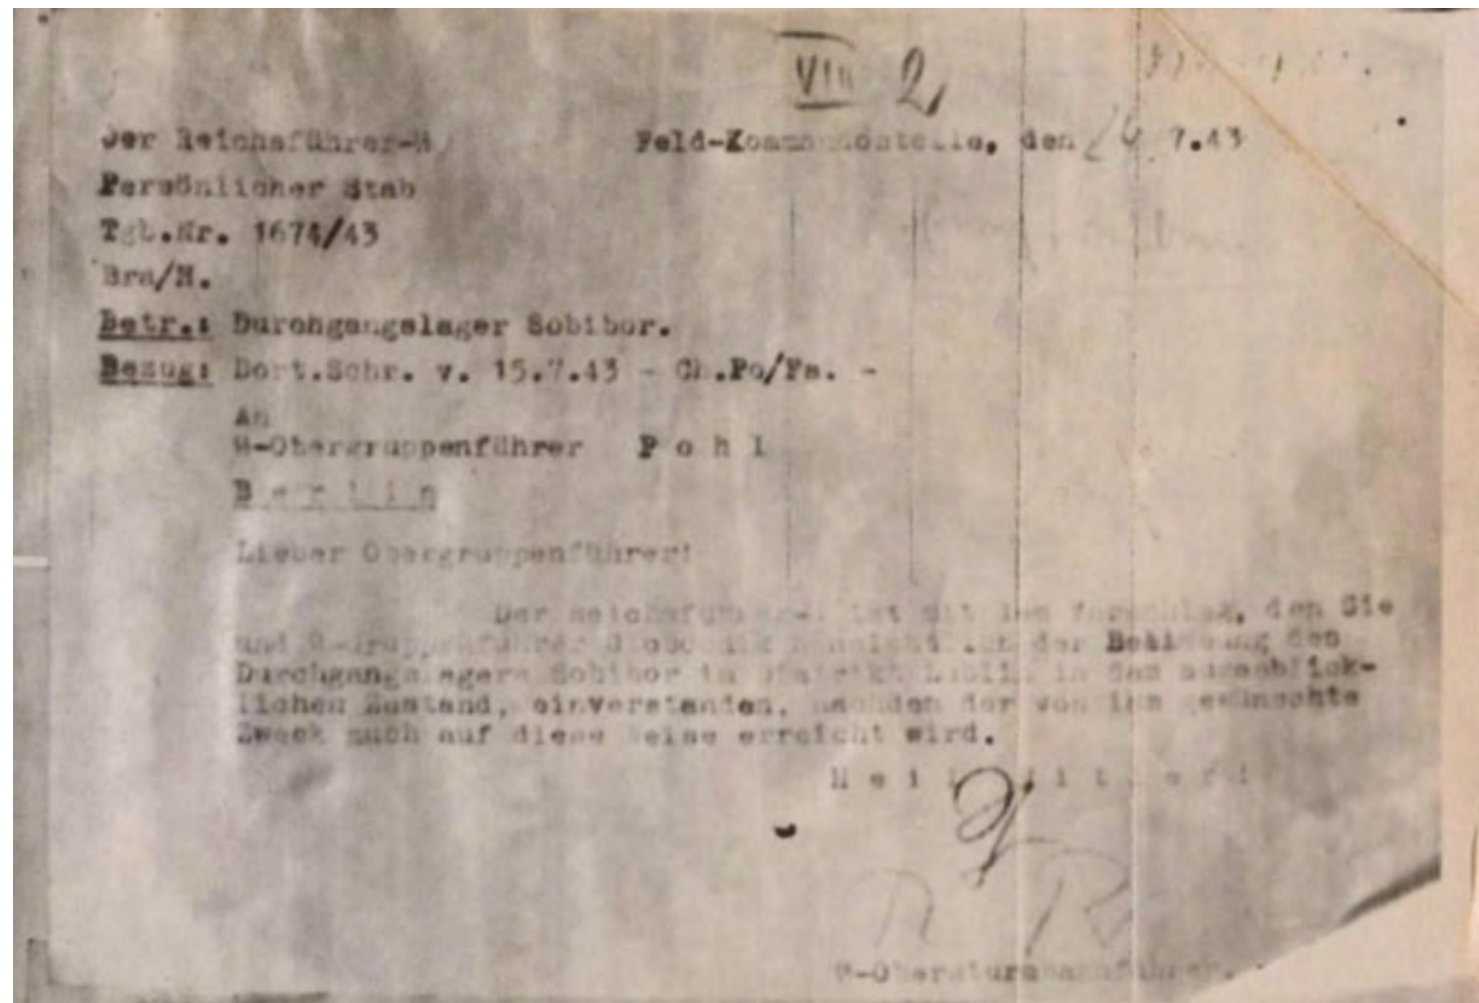 VIII 2
Der Reichsführer-SS Feld-Kommandostelle, den 24.7.43
Persönlicher Stab
Tgb.Nr. 1674/43
Bra/H.
Betr.: Durchgangslager Sobibor.
Bezug: Dort.Schr. v. 15.7.43 - Ch.Po/Fa. -
An
SS-Obergruppenführer Pohl
Berlin
Lieber Obergruppenführer!
Der Reichsführer-SS ist mit dem Vorschlag, den Sie
und SS-Gruppenführer Globocnik hinsichtlich der Belassung des
Durchgangslagers Sobibor im Distrikt Lublin in dem augenblick-
lichen Zustand, einverstanden, nachdem der von ihm gewünschte
Zweck auch auf diese Weise erreicht wird.
Heil Hitler!
SS-Obersturmbannführer.